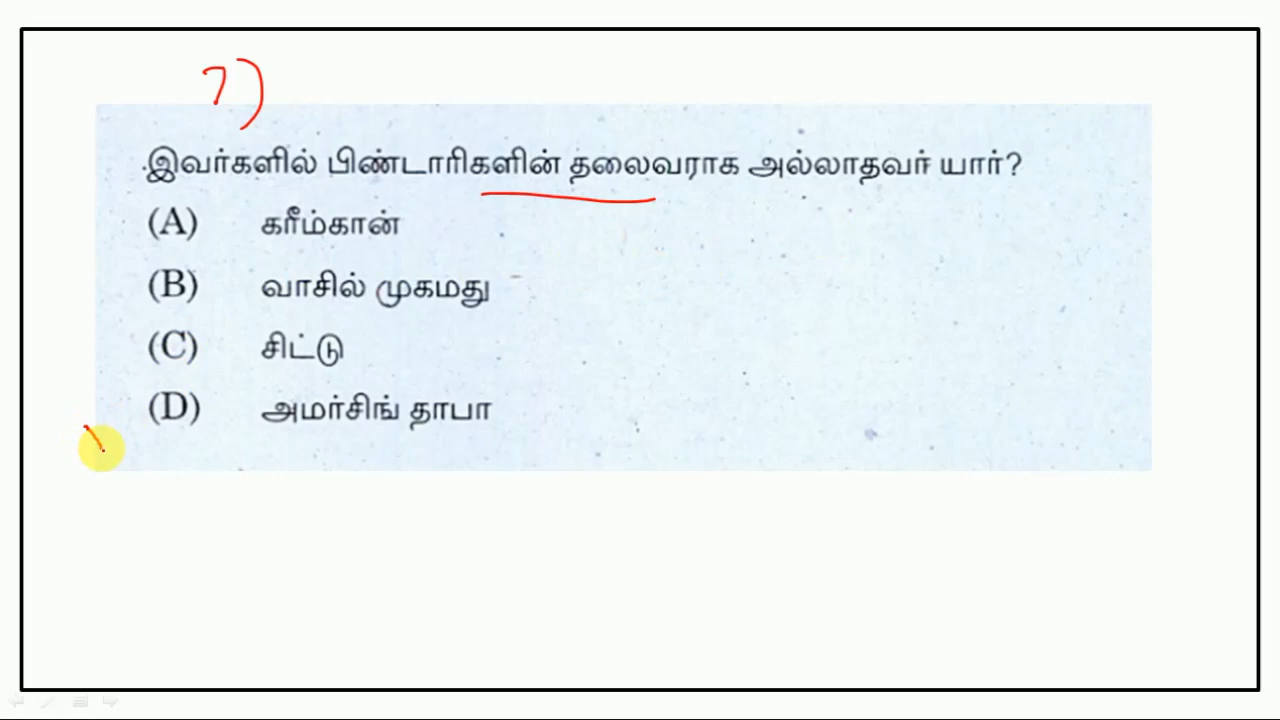 7)
இவர்களில் பிண்டாரிகளின் தலைவராக அல்லாதவர் யார்?
(A) கரீம்கான்
(B) வாசில் முகமது
(C) சிட்டு
(D) அமர்சிங் தாபா